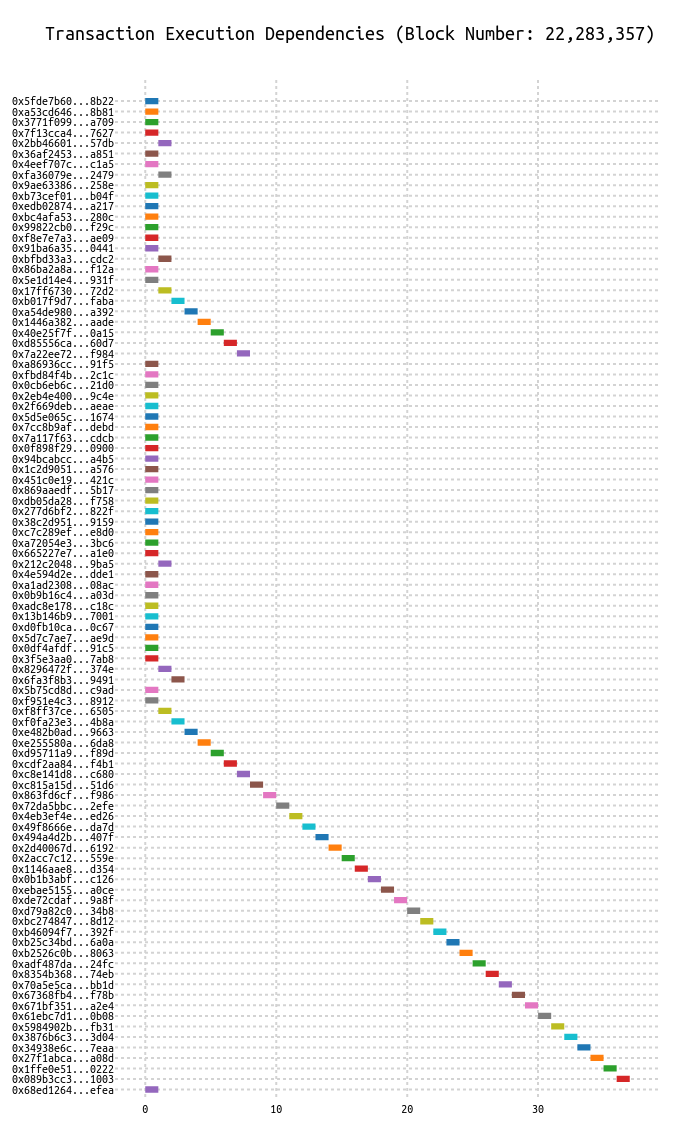 Transaction Execution Dependencies (Block Number: 22,283,357)
0x5fde7b60...8b22
0xa53cd646...8b81
0x3771f099...a709
0x7f13cca4...7627
0x2bb46601...57db
0x36af2453...a851
0x4eef707c...c1a5
0xfa36079e...2479
0x9ae63386...258e
0xb73cef01...b04f
0xedb02874...a217
0xbc4afa53...280c
0x99822cb0...f29c
0xf8e7e7a3...ae09
0x91ba6a35...0441
0xbfbd33a3...cdc2
0x86ba2a8a...f12a
0x5e1d14e4...931f
0x17ff6730...72d2
0xb017f9d7...faba
0xa54de980...a392
0x1446a382...aade
0x40e25f7f...0a15
0xd85556ca...60d7
0x7a22ee72...f984
0xa86936cc...91f5
0xfbd84f4b...2c1c
0x0cb6eb6c...21d0
0x2eb4e400...9c4e
0x2f669deb...aeae
0x5d5e065c...1674
0x7cc8b9af...debd
0x7a117f63...cdcb
0x0f898f29...0900
0x94bcabcc...a4b5
0x1c2d9051...a576
0x451c0e19...421c
0x869aaedf...5b17
0xdb05da28...f758
0x277d6bf2...822f
0x38c2d951...9159
0xc7c289ef...e8d0
0xa72054e3...3bc6
0x665227e7...a1e0
0x212c2048...9ba5
0x4e594d2e...dde1
0xa1ad2308...08ac
0x0b9b16c4...a03d
0xadc8e178...c18c
0x13b146b9...7001
0xd0fb10ca...0c67
0x5d7c7ae7...ae9d
0x0df4afdf...91c5
0x3f5e3aa0...7ab8
0x8296472f...374e
0x6fa3f8b3...9491
0x5b75cd8d...c9ad
0xf951e4c3...8912
0xf8ff37ce...6505
0xf0fa23e3...4b8a
0xe482b0ad...9663
0xe255580a...6da8
0xd95711a9...f89d
0xcdf2aa84...f4b1
0xc8e141d8...c680
0xc815a15d...51d6
0x863fd6cf...f986
0x72da5bbc...2efe
0x4eb3ef4e...ed26
0x49f8666e...da7d
0x494a4d2b...407f
0x2d40067d...6192
0x2acc7c12...559e
0x1146aae8...d354
0x0b1b3abf...c126
0xebae5155...a0ce
0xde72cdaf...9a8f
0xd79a82c0...34b8
0xbc274847...8d12
0xb46094f7...392f
0xb25c34bd...6a0a
0xb2526c0b...8063
0xadf487da...24fc
0x8354b368...74eb
0x70a5e5ca...bb1d
0x67368fb4...f78b
0x671bf351...a2e4
0x61ebc7d1...0b08
0x5984902b...fb31
0x3876b6c3...3d04
0x34938e6c...7eaa
0x27f1abca...a08d
0x1ffe0e51...0222
0x089b3cc3...1003
0x68ed1264...efea
0 10 20 30